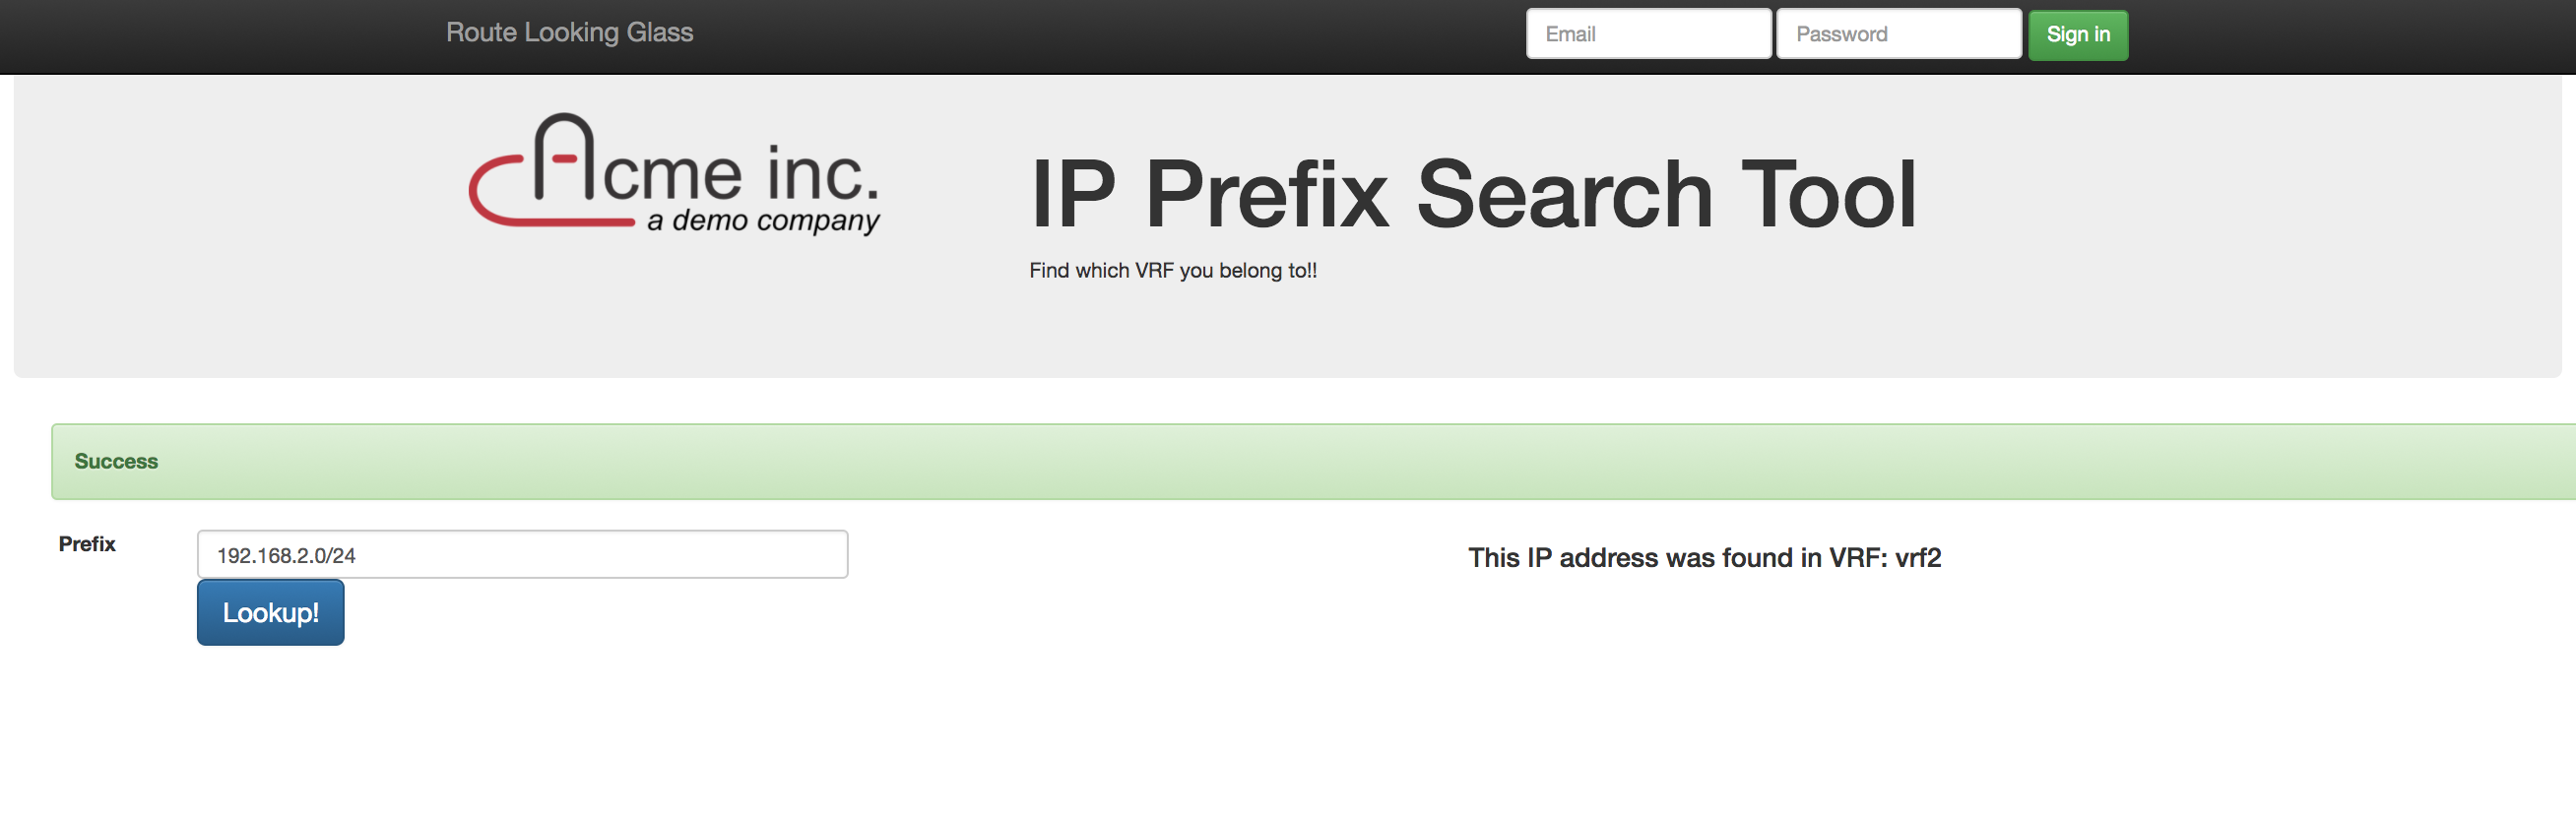 Route Looking Glass
Email
Password
Sign in
Acme inc.
a demo company
IP Prefix Search Tool
Find which VRF you belong to!!
Success
Prefix
192.168.2.0/24
This IP address was found in VRF: vrf2
Lookup!